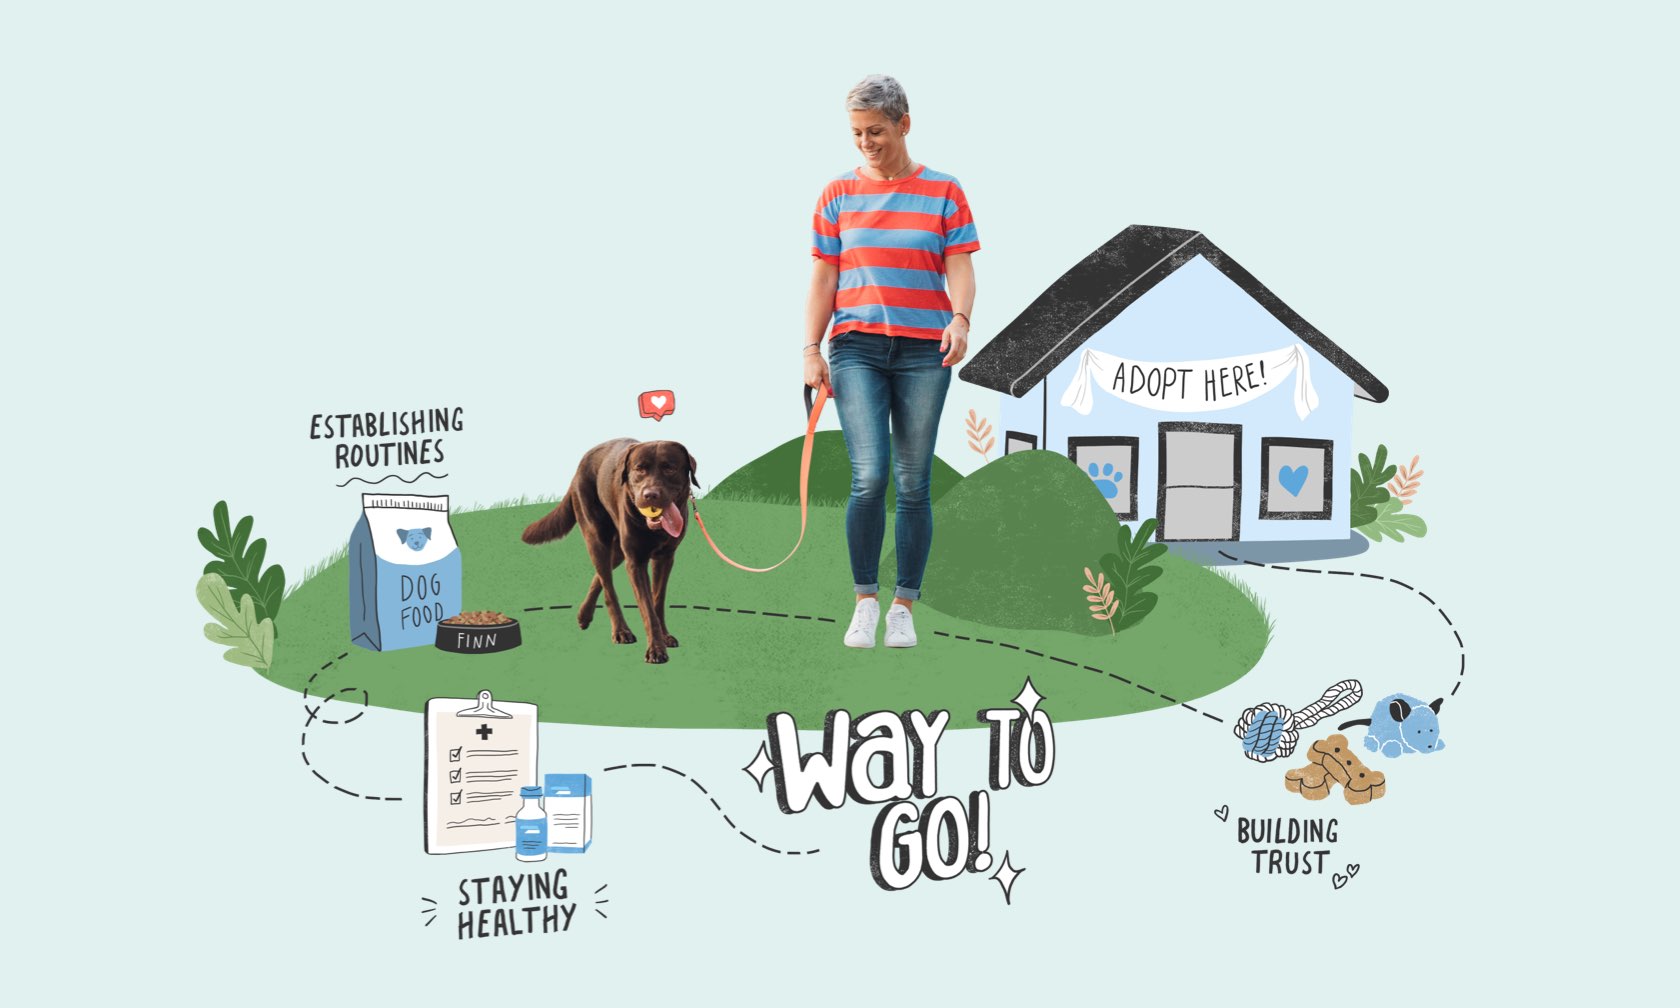 ADOPT HERE!
ESTABLISHING
ROUTINES
DOG
FOOD
FINN
WAY TO
GO!
BUILDING
TRUST
STAYING
HEALTHY